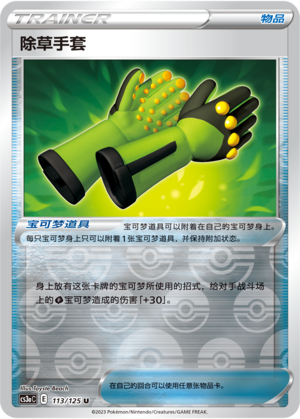 TRAINER
物品
除草手套
宝可梦道具
宝可梦道具可以附着在自己的宝可梦身上。
每只宝可梦身上只可以附着1张宝可梦道具，并保持附加状态。
身上放有这张卡牌的宝可梦所使用的招式，给对手战斗场
上的宝可梦造成的伤害「+30」。
Illus.Toyste Beach
CS3aC E 113/125 U
在自己的回合可以使用任意张物品卡。
©2023 Pokémon/Nintendo/Creatures/GAME FREAK.